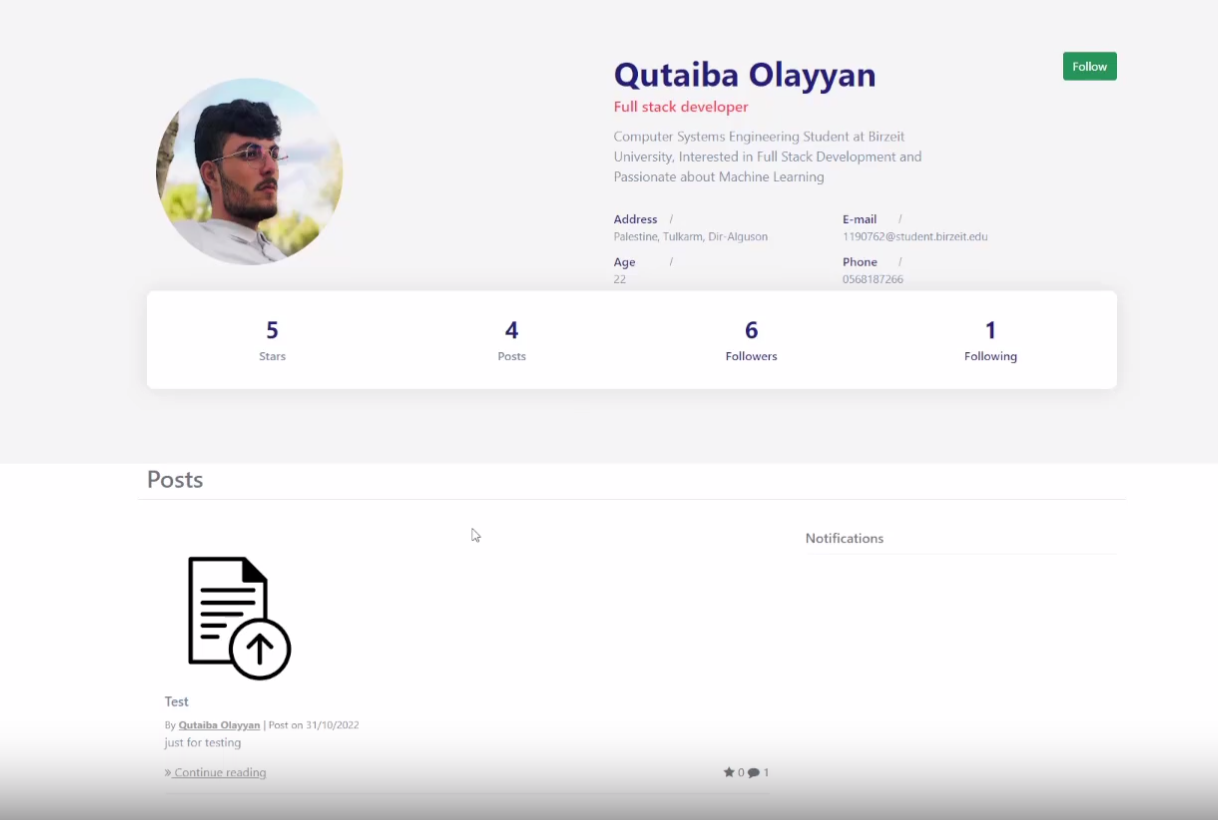 Qutaiba Olayyan
Follow
Full stack developer
Computer Systems Engineering Student at Birzeit
University, Interested in Full Stack Development and
Passionate about Machine Learning
Address /
Palestine, Tulkarm, Dir-Alguson
E-mail /
1190762@student.birzeit.edu
Age /
22
Phone /
0568187266
5
Stars
4
Posts
6
Followers
1
Following
Posts
Notifications
Test
By Qutaiba Olayyan | Post on 31/10/2022
just for testing
» Continue reading
0 1